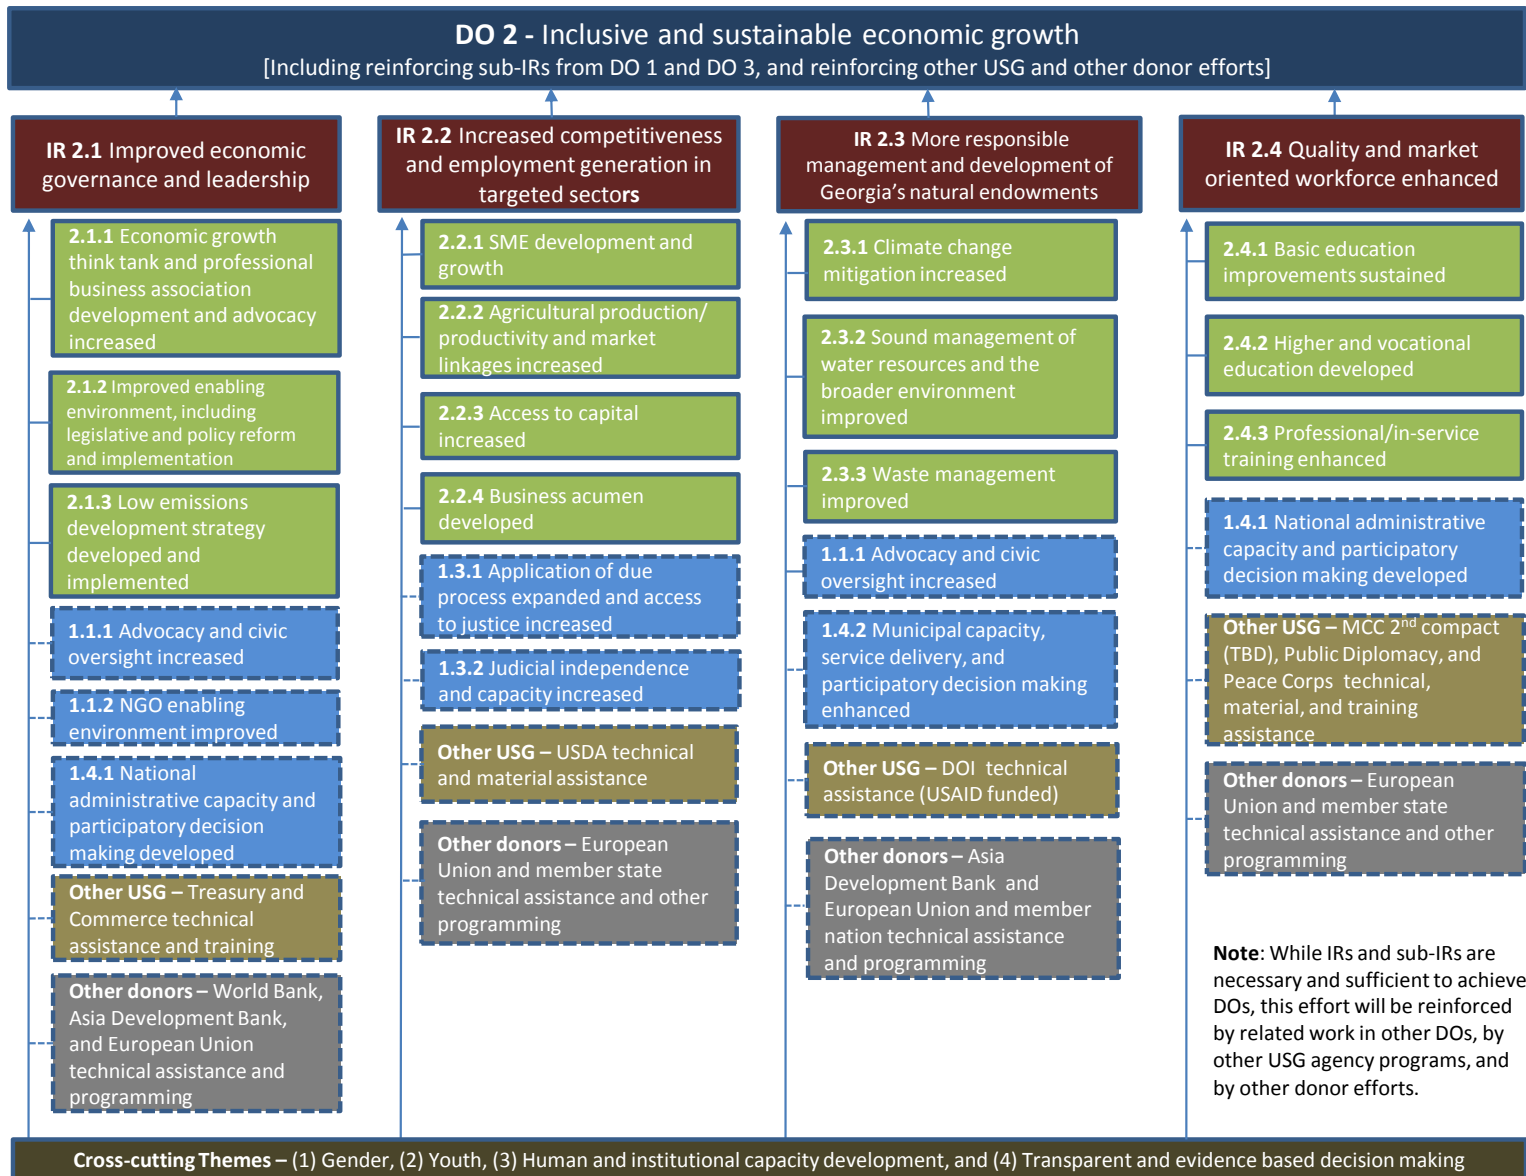 DO 2 - Inclusive and sustainable economic growth
[Including reinforcing sub-IRs from DO 1 and DO 3, and reinforcing other USG and other donor efforts]
IR 2.1 Improved economic
governance and leadership
2.1.1 Economic growth
think tank and professional
business association
development and advocacy
increased
2.1.2 Improved enabling
environment, including
legislative and policy reform
and implementation
2.1.3 Low emissions
development strategy
developed and
implemented
1.1.1 Advocacy and civic
oversight increased
1.1.2 NGO enabling
environment improved
1.4.1 National
administrative capacity and
participatory decision
making developed
Other USG – Treasury and
Commerce technical
assistance and training
Other donors – World Bank,
Asia Development Bank,
and European Union
technical assistance and
programming
IR 2.2 Increased competitiveness
and employment generation in
targeted sectors
2.2.1 SME development and
growth
2.2.2 Agricultural production/
productivity and market
linkages increased
2.2.3 Access to capital
increased
2.2.4 Business acumen
developed
1.3.1 Application of due
process expanded and access
to justice increased
1.3.2 Judicial independence
and capacity increased
Other USG – USDA technical
and material assistance
Other donors – European
Union and member state
technical assistance and other
programming
IR 2.3 More responsible
management and development of
Georgia's natural endowments
2.3.1 Climate change
mitigation increased
2.3.2 Sound management of
water resources and the
broader environment
improved
2.3.3 Waste management
improved
1.1.1 Advocacy and civic
oversight increased
1.4.2 Municipal capacity,
service delivery, and
participatory decision making
enhanced
Other USG – DOI technical
assistance (USAID funded)
Other donors – Asia
Development Bank and
European Union and member
nation technical assistance
and programming
IR 2.4 Quality and market
oriented workforce enhanced
2.4.1 Basic education
improvements sustained
2.4.2 Higher and vocational
education developed
2.4.3 Professional/in-service
training enhanced
1.4.1 National administrative
capacity and participatory
decision making developed
Other USG – MCC 2nd compact
(TBD), Public Diplomacy, and
Peace Corps technical,
material, and training
assistance
Other donors – European
Union and member state
technical assistance and other
programming
Note: While IRs and sub-IRs are
necessary and sufficient to achieve
DOs, this effort will be reinforced
by related work in other DOs, by
other USG agency programs, and
by other donor efforts.
Cross-cutting Themes – (1) Gender, (2) Youth, (3) Human and institutional capacity development, and (4) Transparent and evidence based decision making